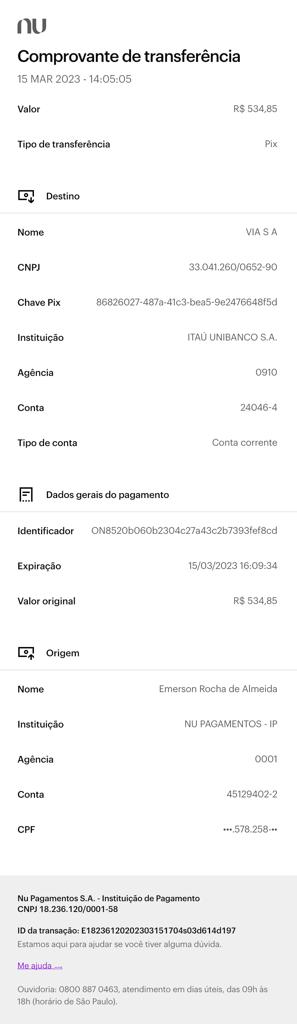 nu
Comprovante de transferência
15 MAR 2023 - 14:05:05
Valor R$ 534,85
Tipo de transferência Pix
Destino
Nome VIA S A
CNPJ 33.041.260/0652-90
Chave Pix 86826027-487a-41c3-bea5-9e2476648f5d
Instituição ITAÚ UNIBANCO S.A.
Agência 0910
Conta 24046-4
Tipo de conta Conta corrente
Dados gerais do pagamento
Identificador ON8520b060b2304c27a43c2b7393fef8cd
Expiração 15/03/2023 16:09:34
Valor original R$ 534,85
Origem
Nome Emerson Rocha de Almeida
Instituição NU PAGAMENTOS - IP
Agência 0001
Conta 45129402-2
CPF •••.578.258-••
Nu Pagamentos S.A. - Instituição de Pagamento
CNPJ 18.236.120/0001-58
ID da transação: E18236120202303151704s03d614d197
Estamos aqui para ajudar se você tiver alguma dúvida.
Me ajuda →
Ouvidoria: 0800 887 0463, atendimento em dias úteis, das 09h às
18h (horário de São Paulo).